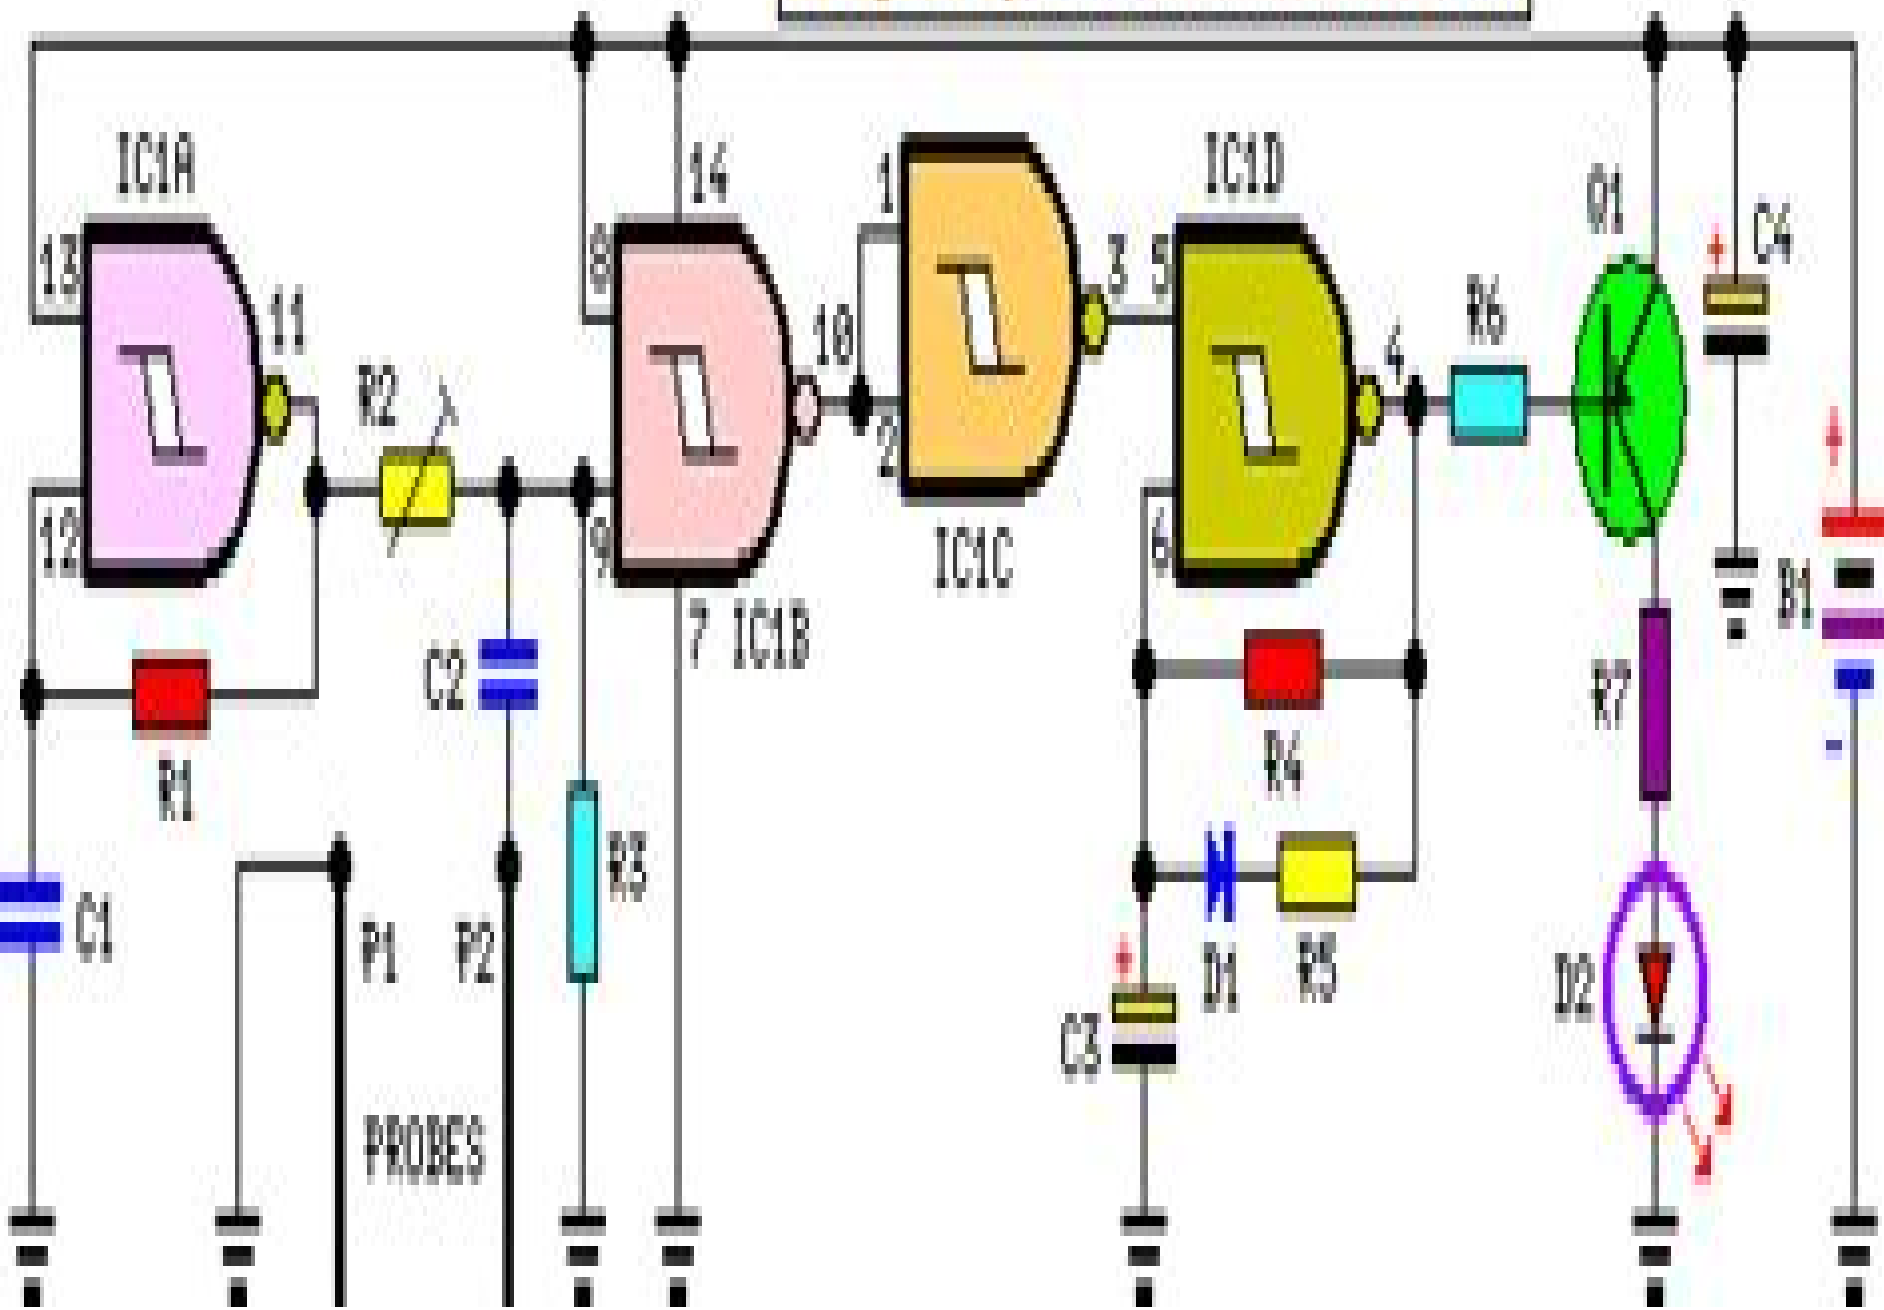 IC1A
14
1
IC1D
Q1
C4
13
8
3
5
11
10
R6
4
R2
λ
2
12
9
IC1C
6
7
IC1B
B1
C2
R7
R1
R4
R3
C1
P1
P2
D1
R5
D2
C3
PROBES
+
+
+
-